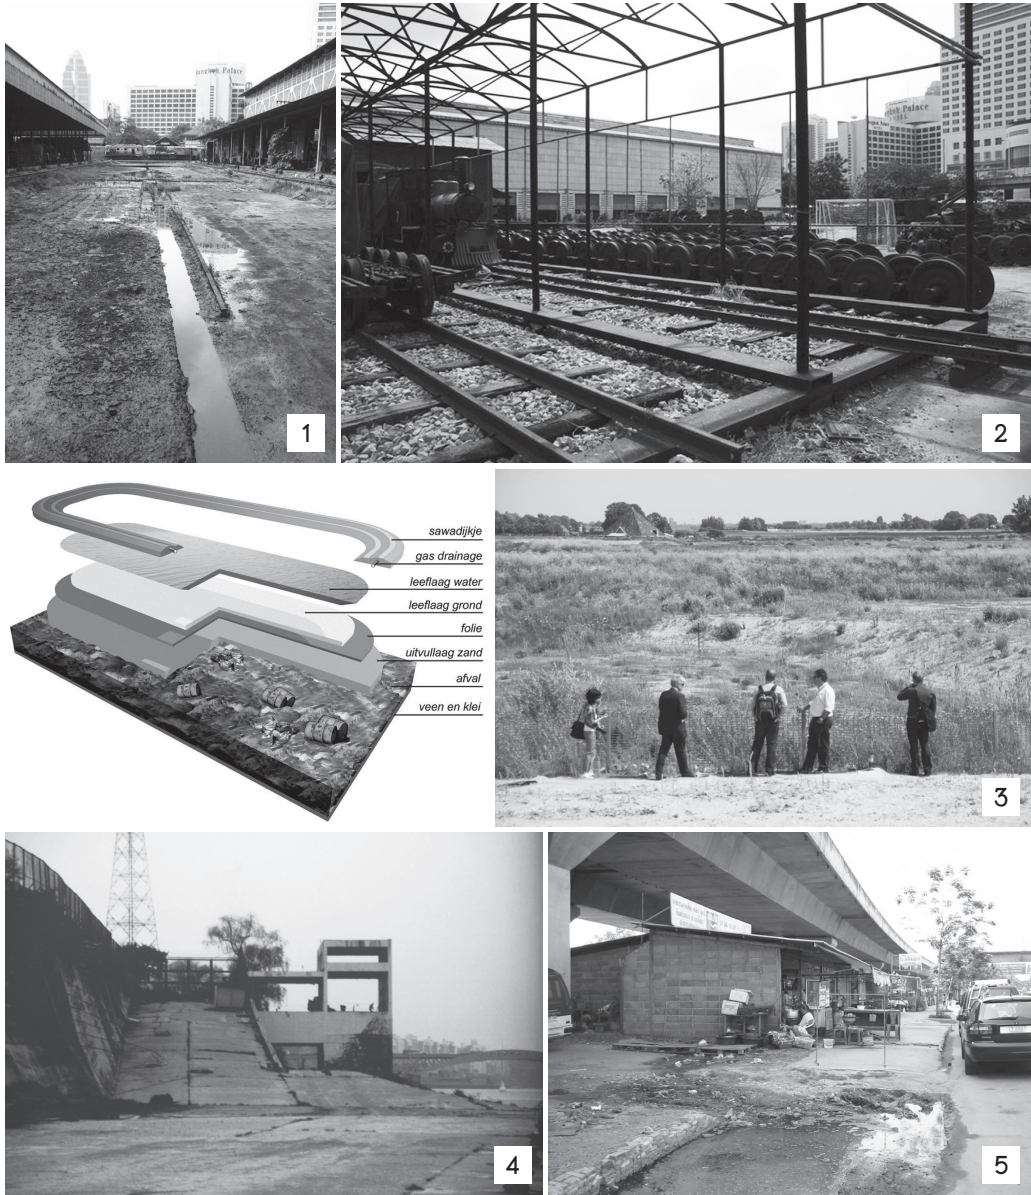 1
Palace
2
sawadijkje
gas drainage
leeflaag water
leeflaag grond
folie
uitvullaag zand
afval
veen en klei
3
4
5